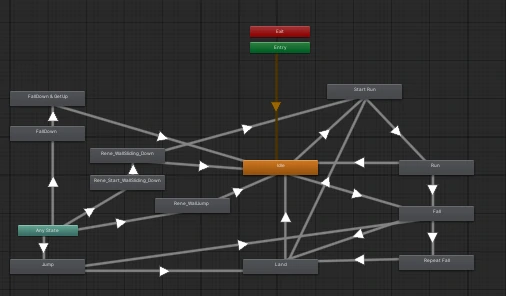 Exit
Entry
Start Run
FallDown & GetUp
FallDown
Rene_WallSliding_Down
Idle
Run
Rene_Start_WallSliding_Down
Rene_WallJump
Fall
Any State
Jump
Land
Repeat Fall